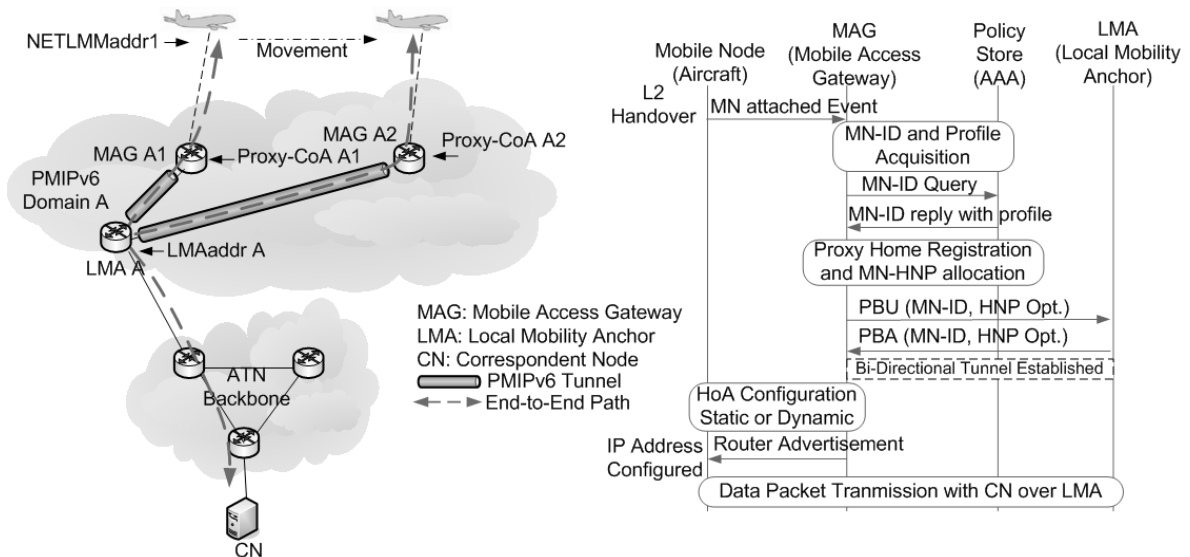 NETLMMaddr1
Movement
MAG A1
MAG A2
Proxy-CoA A1
Proxy-CoA A2
PMIPv6
Domain A
LMA A
LMAaddr A
MAG: Mobile Access Gateway
LMA: Local Mobility Anchor
CN: Correspondent Node
PMIPv6 Tunnel
End-to-End Path
ATN
Backbone
CN
Mobile Node
(Aircraft)
MAG
(Mobile Access
Gateway)
Policy
Store
(AAA)
LMA
(Local Mobility
Anchor)
L2
Handover
MN attached Event
MN-ID and Profile
Acquisition
MN-ID Query
MN-ID reply with profile
Proxy Home Registration
and MN-HNP allocation
PBU (MN-ID, HNP Opt.)
PBA (MN-ID, HNP Opt.)
Bi-Directional Tunnel Established
HoA Configuration
Static or Dynamic
IP Address
Configured
Router Advertisement
Data Packet Tranmission with CN over LMA